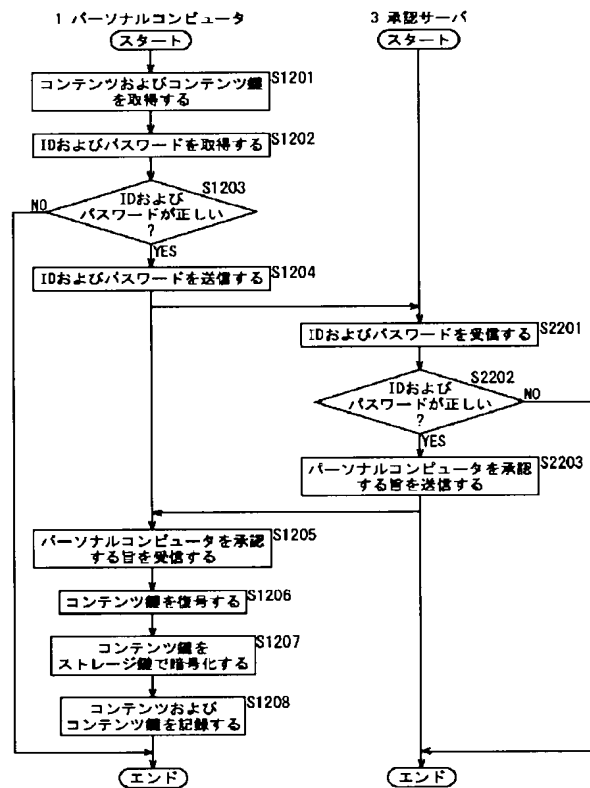 1 パーソナルコンピュータ
スタート
コンテンツおよびコンテンツ鍵
を取得する
S1201
IDおよびパスワードを取得する
S1202
IDおよび
パスワードが正しい
?
S1203
NO
YES
IDおよびパスワードを送信する
S1204
3 承認サーバ
スタート
IDおよびパスワードを受信する
S2201
IDおよび
パスワードが正しい
?
S2202
NO
YES
パーソナルコンピュータを承認
する旨を送信する
S2203
パーソナルコンピュータを承認
する旨を受信する
S1205
コンテンツ鍵を復号する
S1206
コンテンツ鍵を
ストレージ鍵で暗号化する
S1207
コンテンツおよび
コンテンツ鍵を記録する
S1208
エンド
エンド